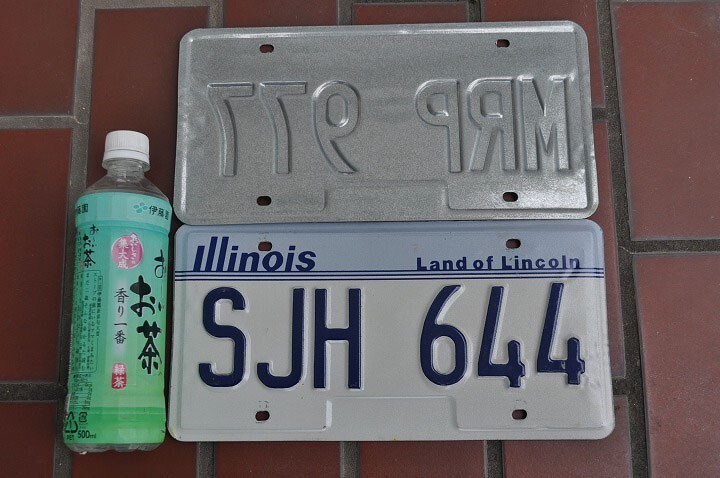 MRP 977
Illinois
Land of Lincoln
SJH 644
伊藤園
お茶
香り一番
緑茶
500ml